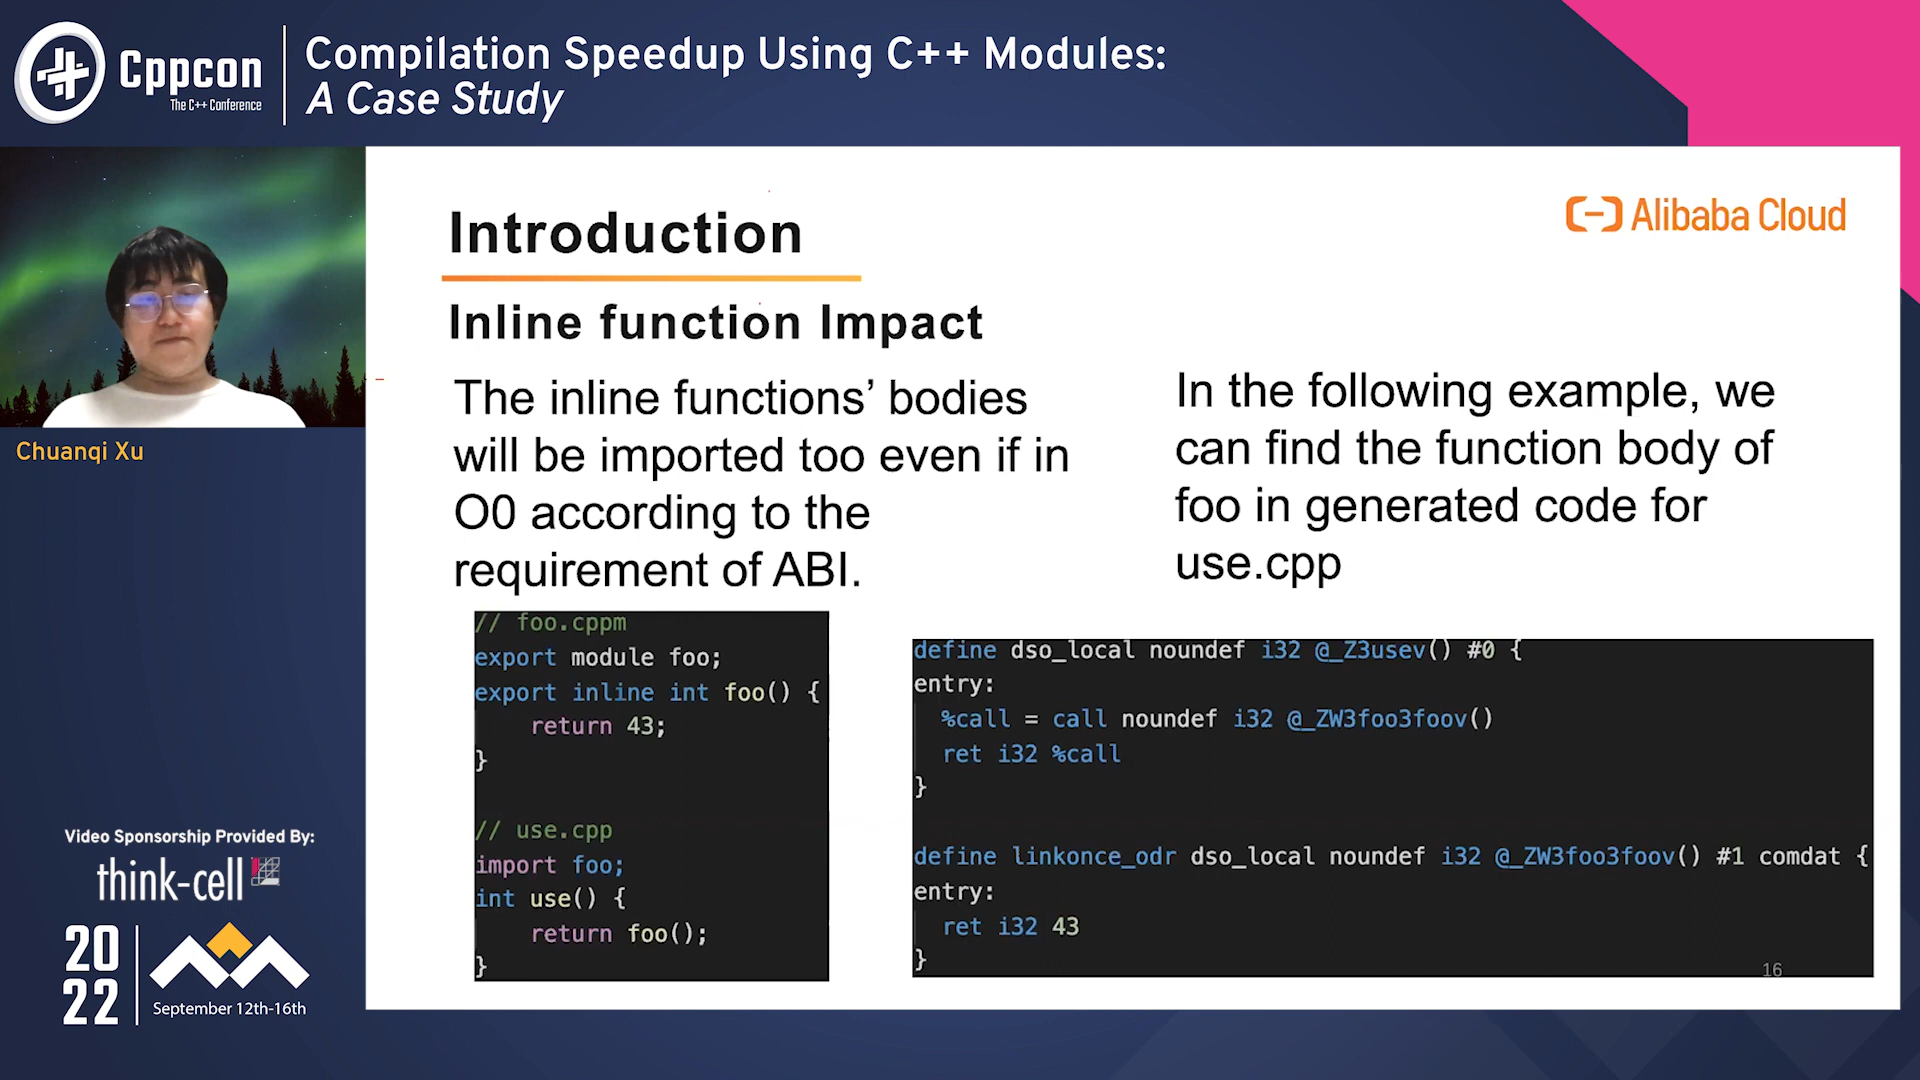 Cppcon
The C++ Conference
Compilation Speedup Using C++ Modules:
A Case Study
Chuanqi Xu
Video Sponsorship Provided By:
think-cell
2022
September 12th-16th
Alibaba Cloud
Introduction
Inline function Impact
The inline functions’ bodies
will be imported too even if in
O0 according to the
requirement of ABI.
// foo.cppm
export module foo;
export inline int foo() {
    return 43;
}
// use.cpp
import foo;
int use() {
    return foo();
}
In the following example, we
can find the function body of
foo in generated code for
use.cpp
define dso_local noundef i32 @_Z3usev() #0 {
entry:
  %call = call noundef i32 @_ZW3foo3foov()
  ret i32 %call
}
define linkonce_odr dso_local noundef i32 @_ZW3foo3foov() #1 comdat {
entry:
  ret i32 43
}
16